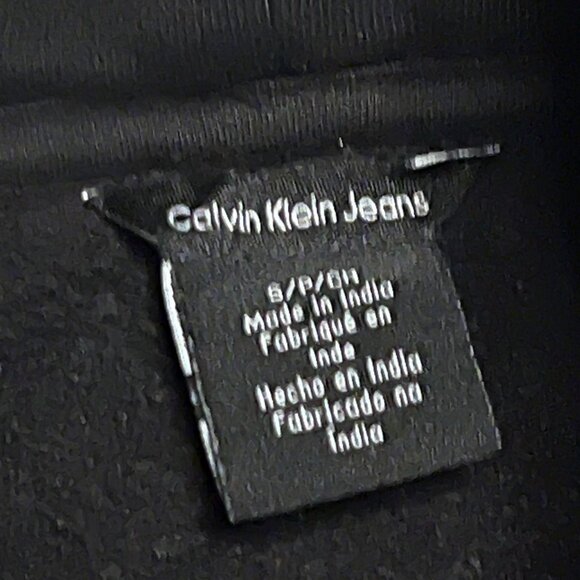 Calvin Klein Jeans
S/P/CH
Made in India
Fabriqué en
Inde
Hecho en India
Fabricado na
India